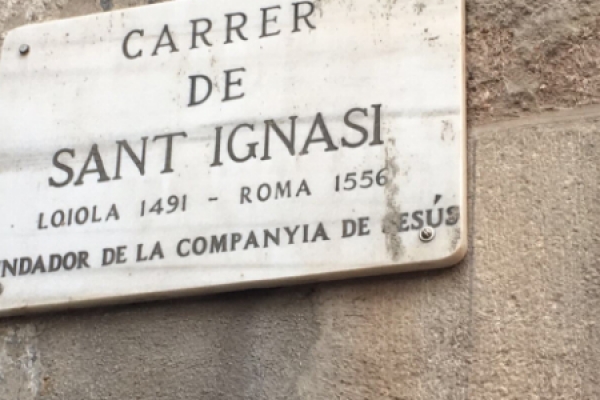 CARRER
DE
SANT IGNASI
LOIOLA 1491 - ROMA 1556
NDADOR DE LA COMPANYIA DE JESÚS